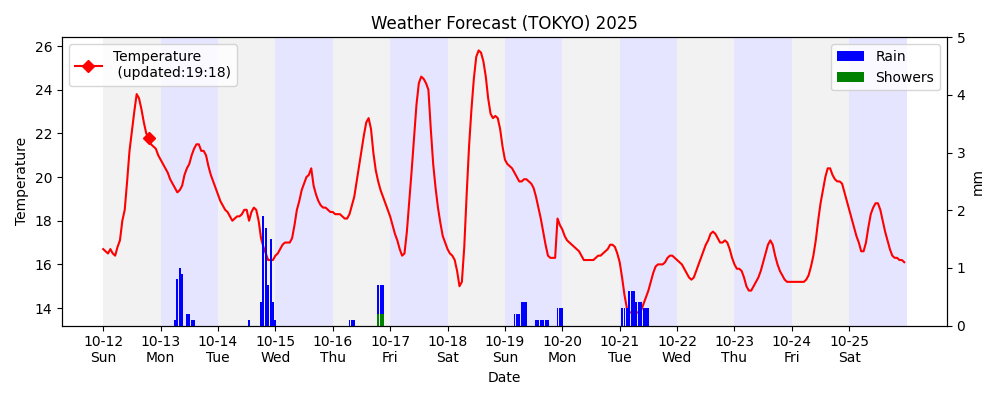 Weather Forecast (TOKYO) 2025
Temperature
(updated:19:18)
Rain
Showers
26
24
22
20
18
16
14
Temperature
5
4
3
2
1
0
mm
10-12 10-13 10-14 10-15 10-16 10-17 10-18 10-19 10-20 10-21 10-22 10-23 10-24 10-25
Sun Mon Tue Wed Thu Fri Sat Sun Mon Tue Wed Thu Fri Sat
Date